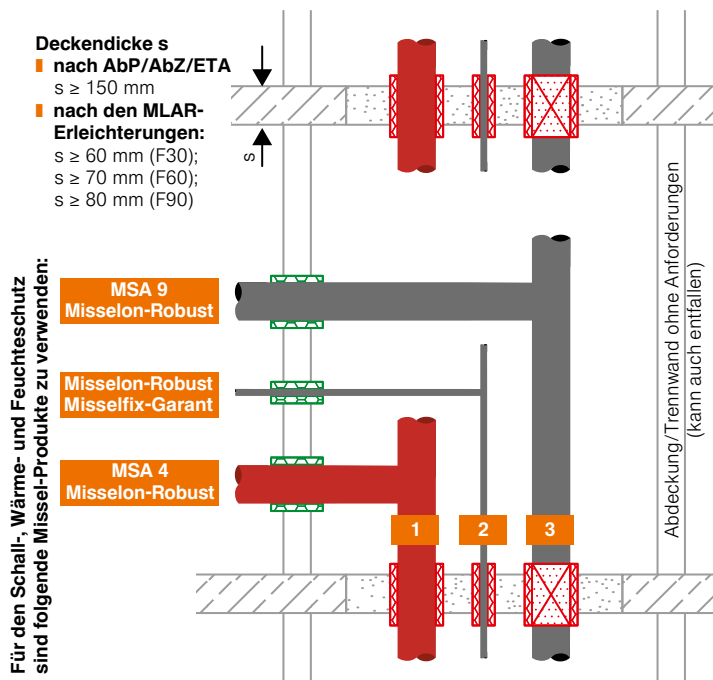 Deckendicke s
nach AbP/AbZ/ETA
s ≥ 150 mm
nach den MLAR-
Erleichterungen:
s ≥ 60 mm (F30);
s ≥ 70 mm (F60);
s ≥ 80 mm (F90)
s
Für den Schall-, Wärme- und Feuchteschutz
sind folgende Missel-Produkte zu verwenden:
MSA 9
Misselon-Robust
Misselon-Robust
Misselfix-Garant
MSA 4
Misselon-Robust
1
2
3
Abdeckung/Trennwand ohne Anforderungen
(kann auch entfallen)